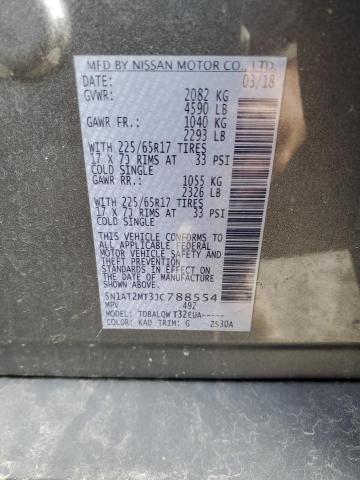 MFD BY NISSAN MOTOR CO., LTD.
DATE: 03/18
GVWR: 2082 KG
4590 LB
GAWR FR.: 1040 KG
2293 LB
WITH 225/65R17 TIRES
17 X 7J RIMS AT 33 PSI
COLD SINGLE
GAWR RR.: 1055 KG
2326 LB
WITH 225/65R17 TIRES
17 X 7J RIMS AT 33 PSI
COLD SINGLE
THIS VEHICLE CONFORMS TO ALL
APPLICABLE FEDERAL
MOTOR VEHICLE SAFETY AND
THEFT PREVENTION
STANDARDS IN EFFECT ON THE
DATE OF MANUFACTURE
5N1AT2MT3JC788554
MPV 49Z
MODEL: TDBALQW T32EUA-----
COLOR: KAD TRIM: G 2530A